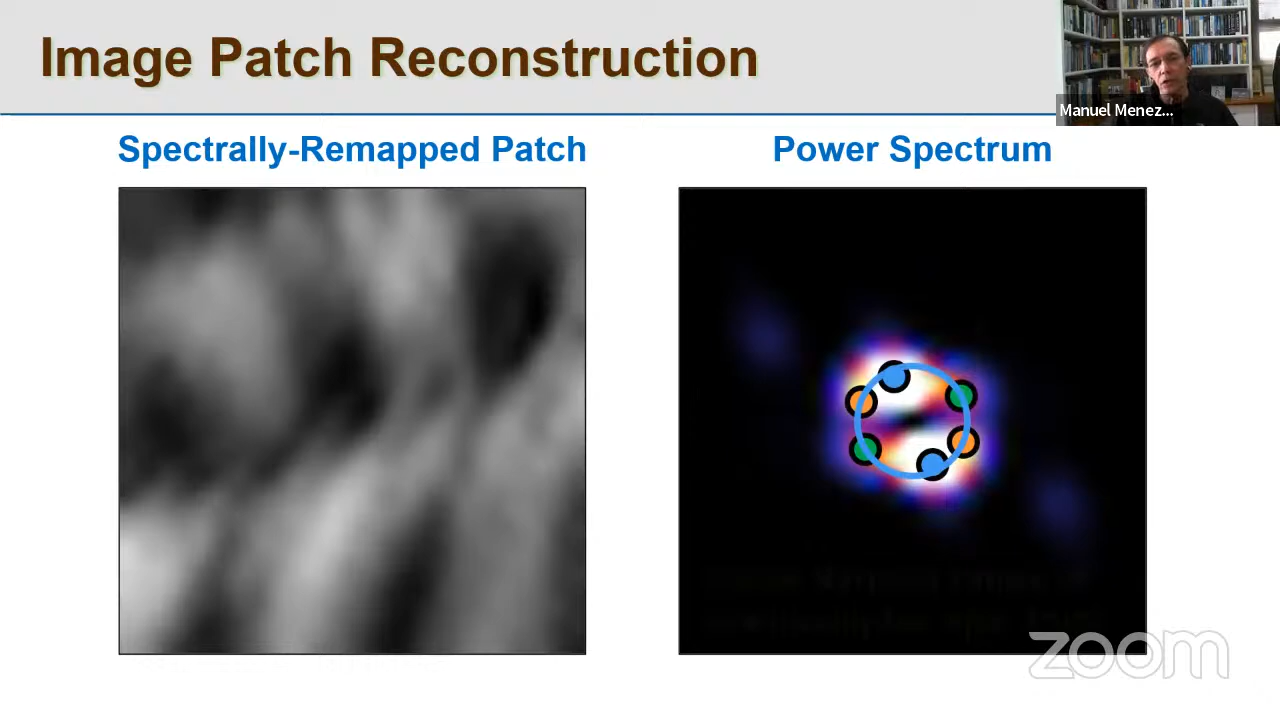 Image Patch Reconstruction
Manuel Menez...
Spectrally-Remapped Patch
Power Spectrum
zoom